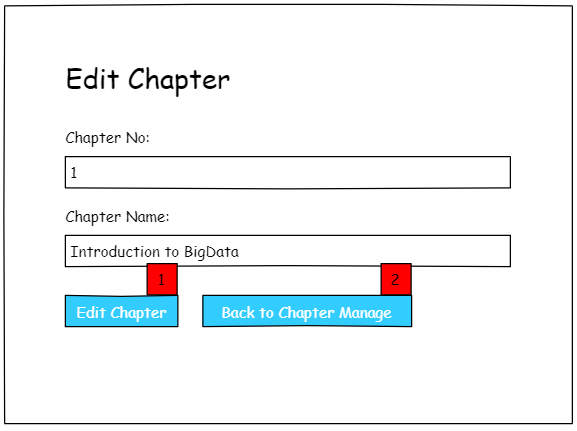 Edit Chapter
Chapter No:
1
Chapter Name:
Introduction to BigData
1 2
Edit Chapter Back to Chapter Manage